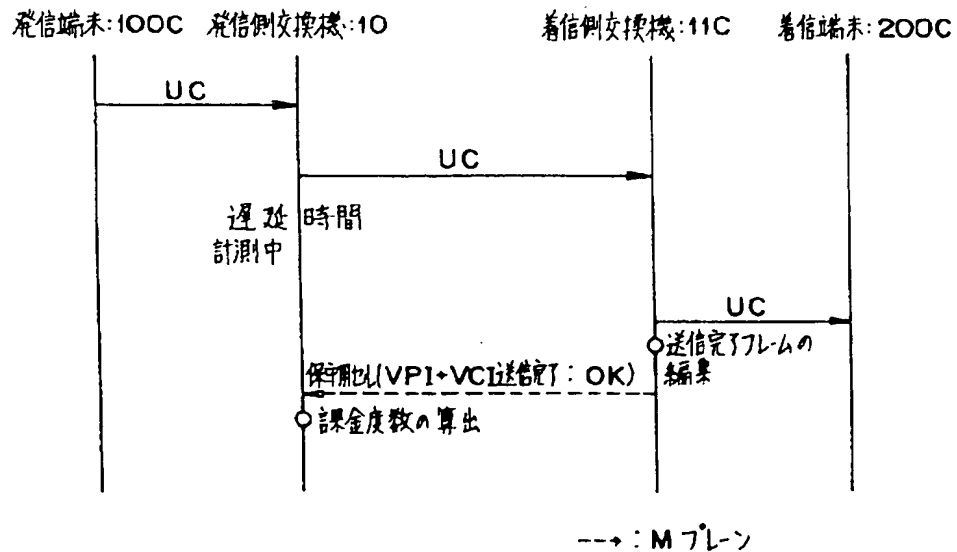 発信端末:100C 発信側交換機:10 着信側交換機:11C 着信端末:200C
UC
UC
遅延時間
計測中
UC
送信完了フレームの
編集
保守用セル(VPI+VCI送信完了:OK)
課金度数の算出
--→:Mプレーン